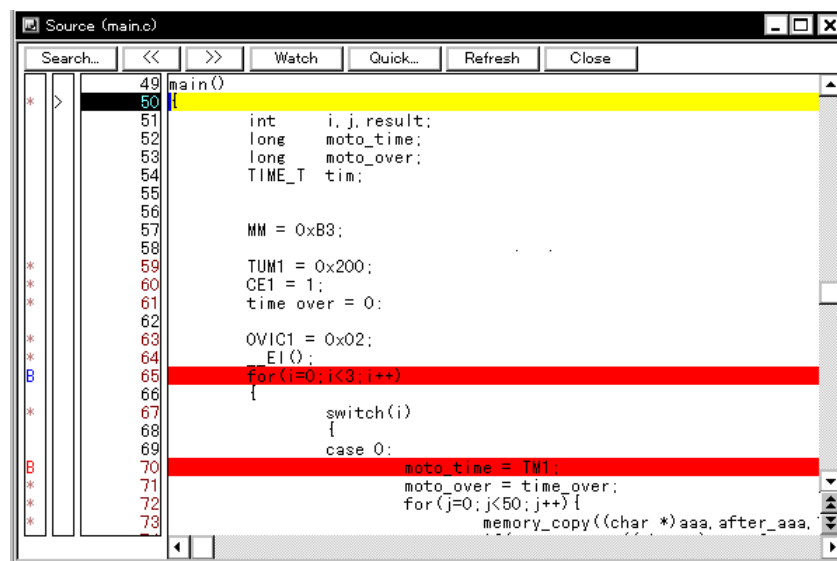 Source (main.c)
Search... << >> Watch Quick... Refresh Close
49 main()
* > 50 {
51 int i,j,result;
52 long moto_time;
53 long moto_over;
54 TIME_T tim;
55
56
57 MM = 0xB3;
58
* 59 TUM1 = 0x200;
* 60 CE1 = 1;
* 61 time over = 0:
62
* 63 OVIC1 = 0x02;
* 64 __EI();
B 65 for(i=0;i<3;i++)
66 {
* 67 switch(i)
68 {
69 case 0:
B 70 moto_time = TM1;
* 71 moto_over = time_over;
* 72 for(j=0;j<50;j++){
* 73 memory_copy((char *)aaa,after_aaa,